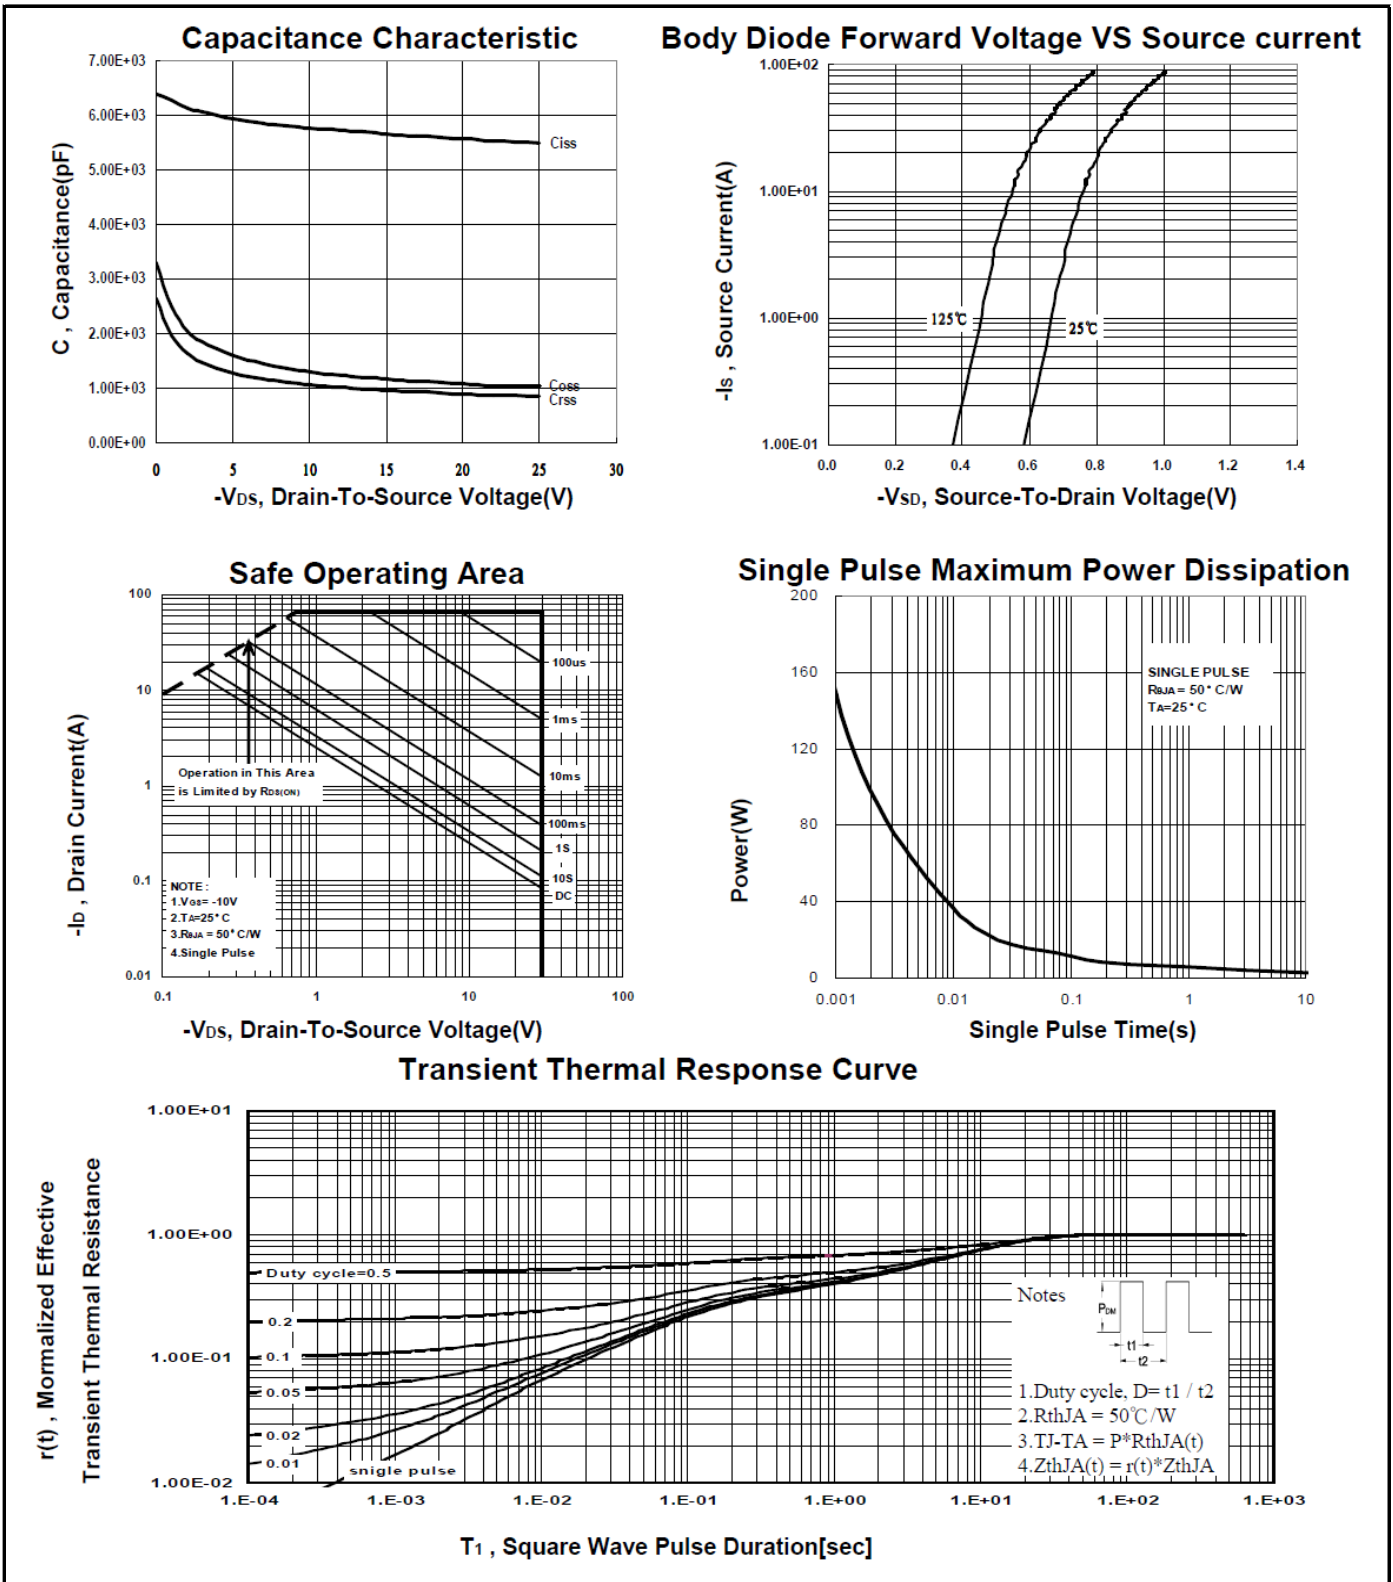 Capacitance Characteristic
7.00E+03
6.00E+03
5.00E+03
4.00E+03
3.00E+03
2.00E+03
1.00E+03
0.00E+00
C , Capacitance(pF)
Ciss
Coss
Crss
0 5 10 15 20 25 30
-VDS, Drain-To-Source Voltage(V)
Body Diode Forward Voltage VS Source current
1.00E+02
1.00E+01
1.00E+00
1.00E-01
-IS , Source Current(A)
125℃
25℃
0.0 0.2 0.4 0.6 0.8 1.0 1.2 1.4
-VSD, Source-To-Drain Voltage(V)
Safe Operating Area
100
10
1
0.1
0.01
-ID , Drain Current(A)
100us
1ms
10ms
100ms
1S
10S
DC
Operation in This Area
is Limited by RDS(ON)
NOTE :
1.VGS= -10V
2.TA=25°C
3.RθJA = 50°C/W
4.Single Pulse
0.1 1 10 100
-VDS, Drain-To-Source Voltage(V)
Single Pulse Maximum Power Dissipation
200
160
120
80
40
0
Power(W)
SINGLE PULSE
RθJA = 50°C/W
TA=25°C
0.001 0.01 0.1 1 10
Single Pulse Time(s)
Transient Thermal Response Curve
1.00E+01
1.00E+00
1.00E-01
1.00E-02
r(t) , Mormalized Effective
Transient Thermal Resistance
Duty cycle=0.5
0.2
0.1
0.05
0.02
0.01
snigle pulse
Notes
PDM
t1
t2
1.Duty cycle, D= t1 / t2
2.RthJA = 50℃/W
3.TJ-TA = P*RthJA(t)
4.ZthJA(t) = r(t)*ZthJA
1.E-04 1.E-03 1.E-02 1.E-01 1.E+00 1.E+01 1.E+02 1.E+03
T1 , Square Wave Pulse Duration[sec]